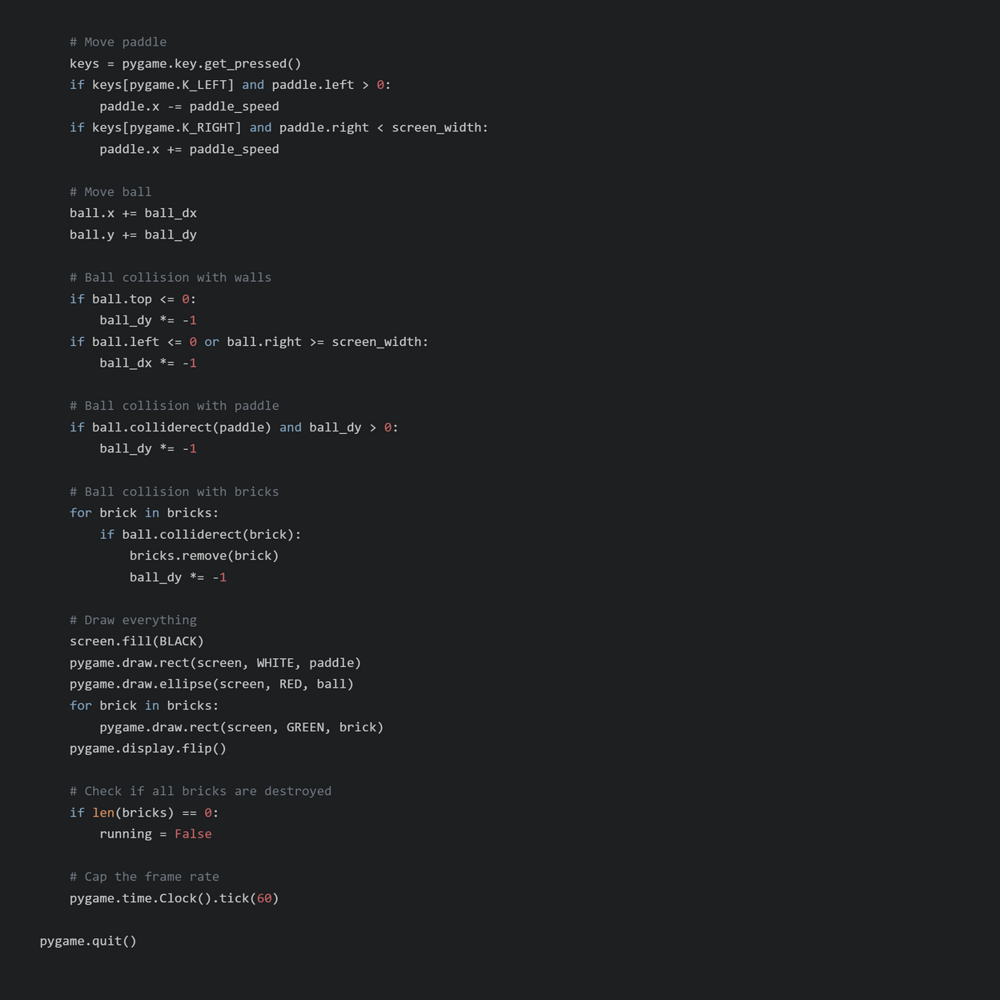 # Move paddle
keys = pygame.key.get_pressed()
if keys[pygame.K_LEFT] and paddle.left > 0:
    paddle.x -= paddle_speed
if keys[pygame.K_RIGHT] and paddle.right < screen_width:
    paddle.x += paddle_speed
# Move ball
ball.x += ball_dx
ball.y += ball_dy
# Ball collision with walls
if ball.top <= 0:
    ball_dy *= -1
if ball.left <= 0 or ball.right >= screen_width:
    ball_dx *= -1
# Ball collision with paddle
if ball.colliderect(paddle) and ball_dy > 0:
    ball_dy *= -1
# Ball collision with bricks
for brick in bricks:
    if ball.colliderect(brick):
        bricks.remove(brick)
        ball_dy *= -1
# Draw everything
screen.fill(BLACK)
pygame.draw.rect(screen, WHITE, paddle)
pygame.draw.ellipse(screen, RED, ball)
for brick in bricks:
    pygame.draw.rect(screen, GREEN, brick)
pygame.display.flip()
# Check if all bricks are destroyed
if len(bricks) == 0:
    running = False
# Cap the frame rate
pygame.time.Clock().tick(60)
pygame.quit()